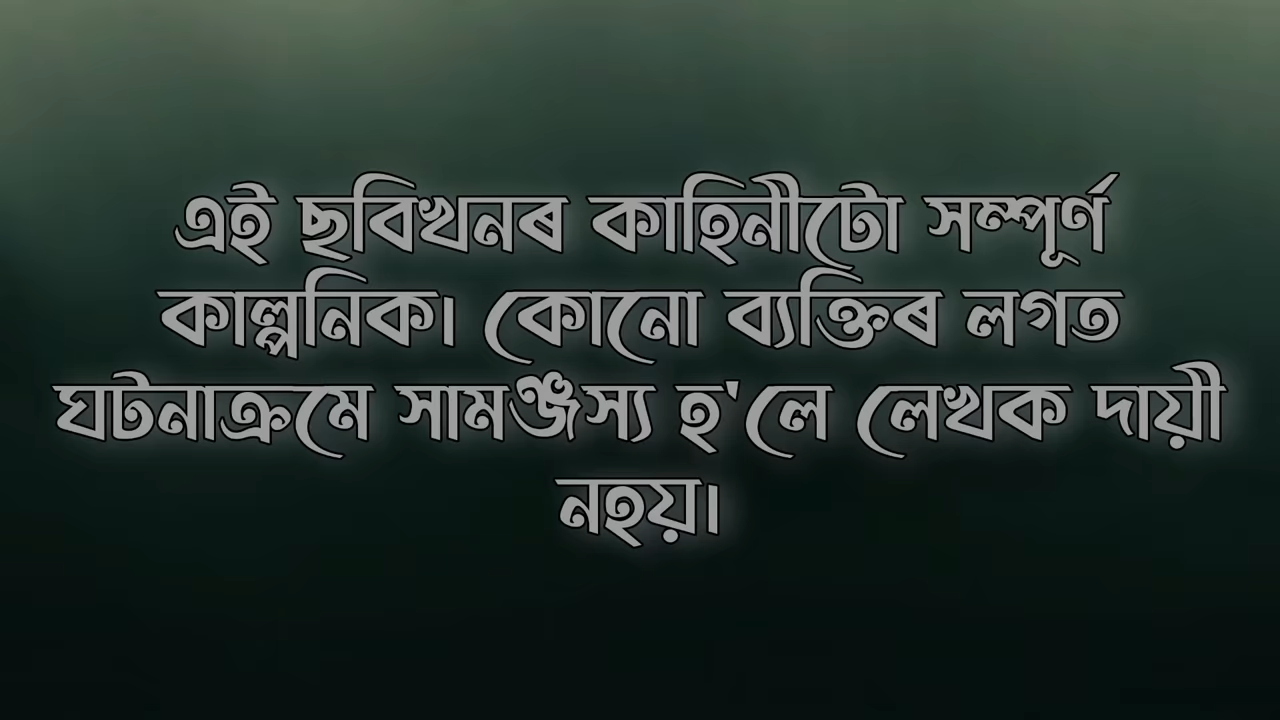 এই ছবিখনৰ কাহিনীটো সম্পূৰ্ণ
কাল্পনিক। কোনো ব্যক্তিৰ লগত
ঘটনাক্ৰমে সামঞ্জস্য হ'লে লেখক দায়ী
নহয়।